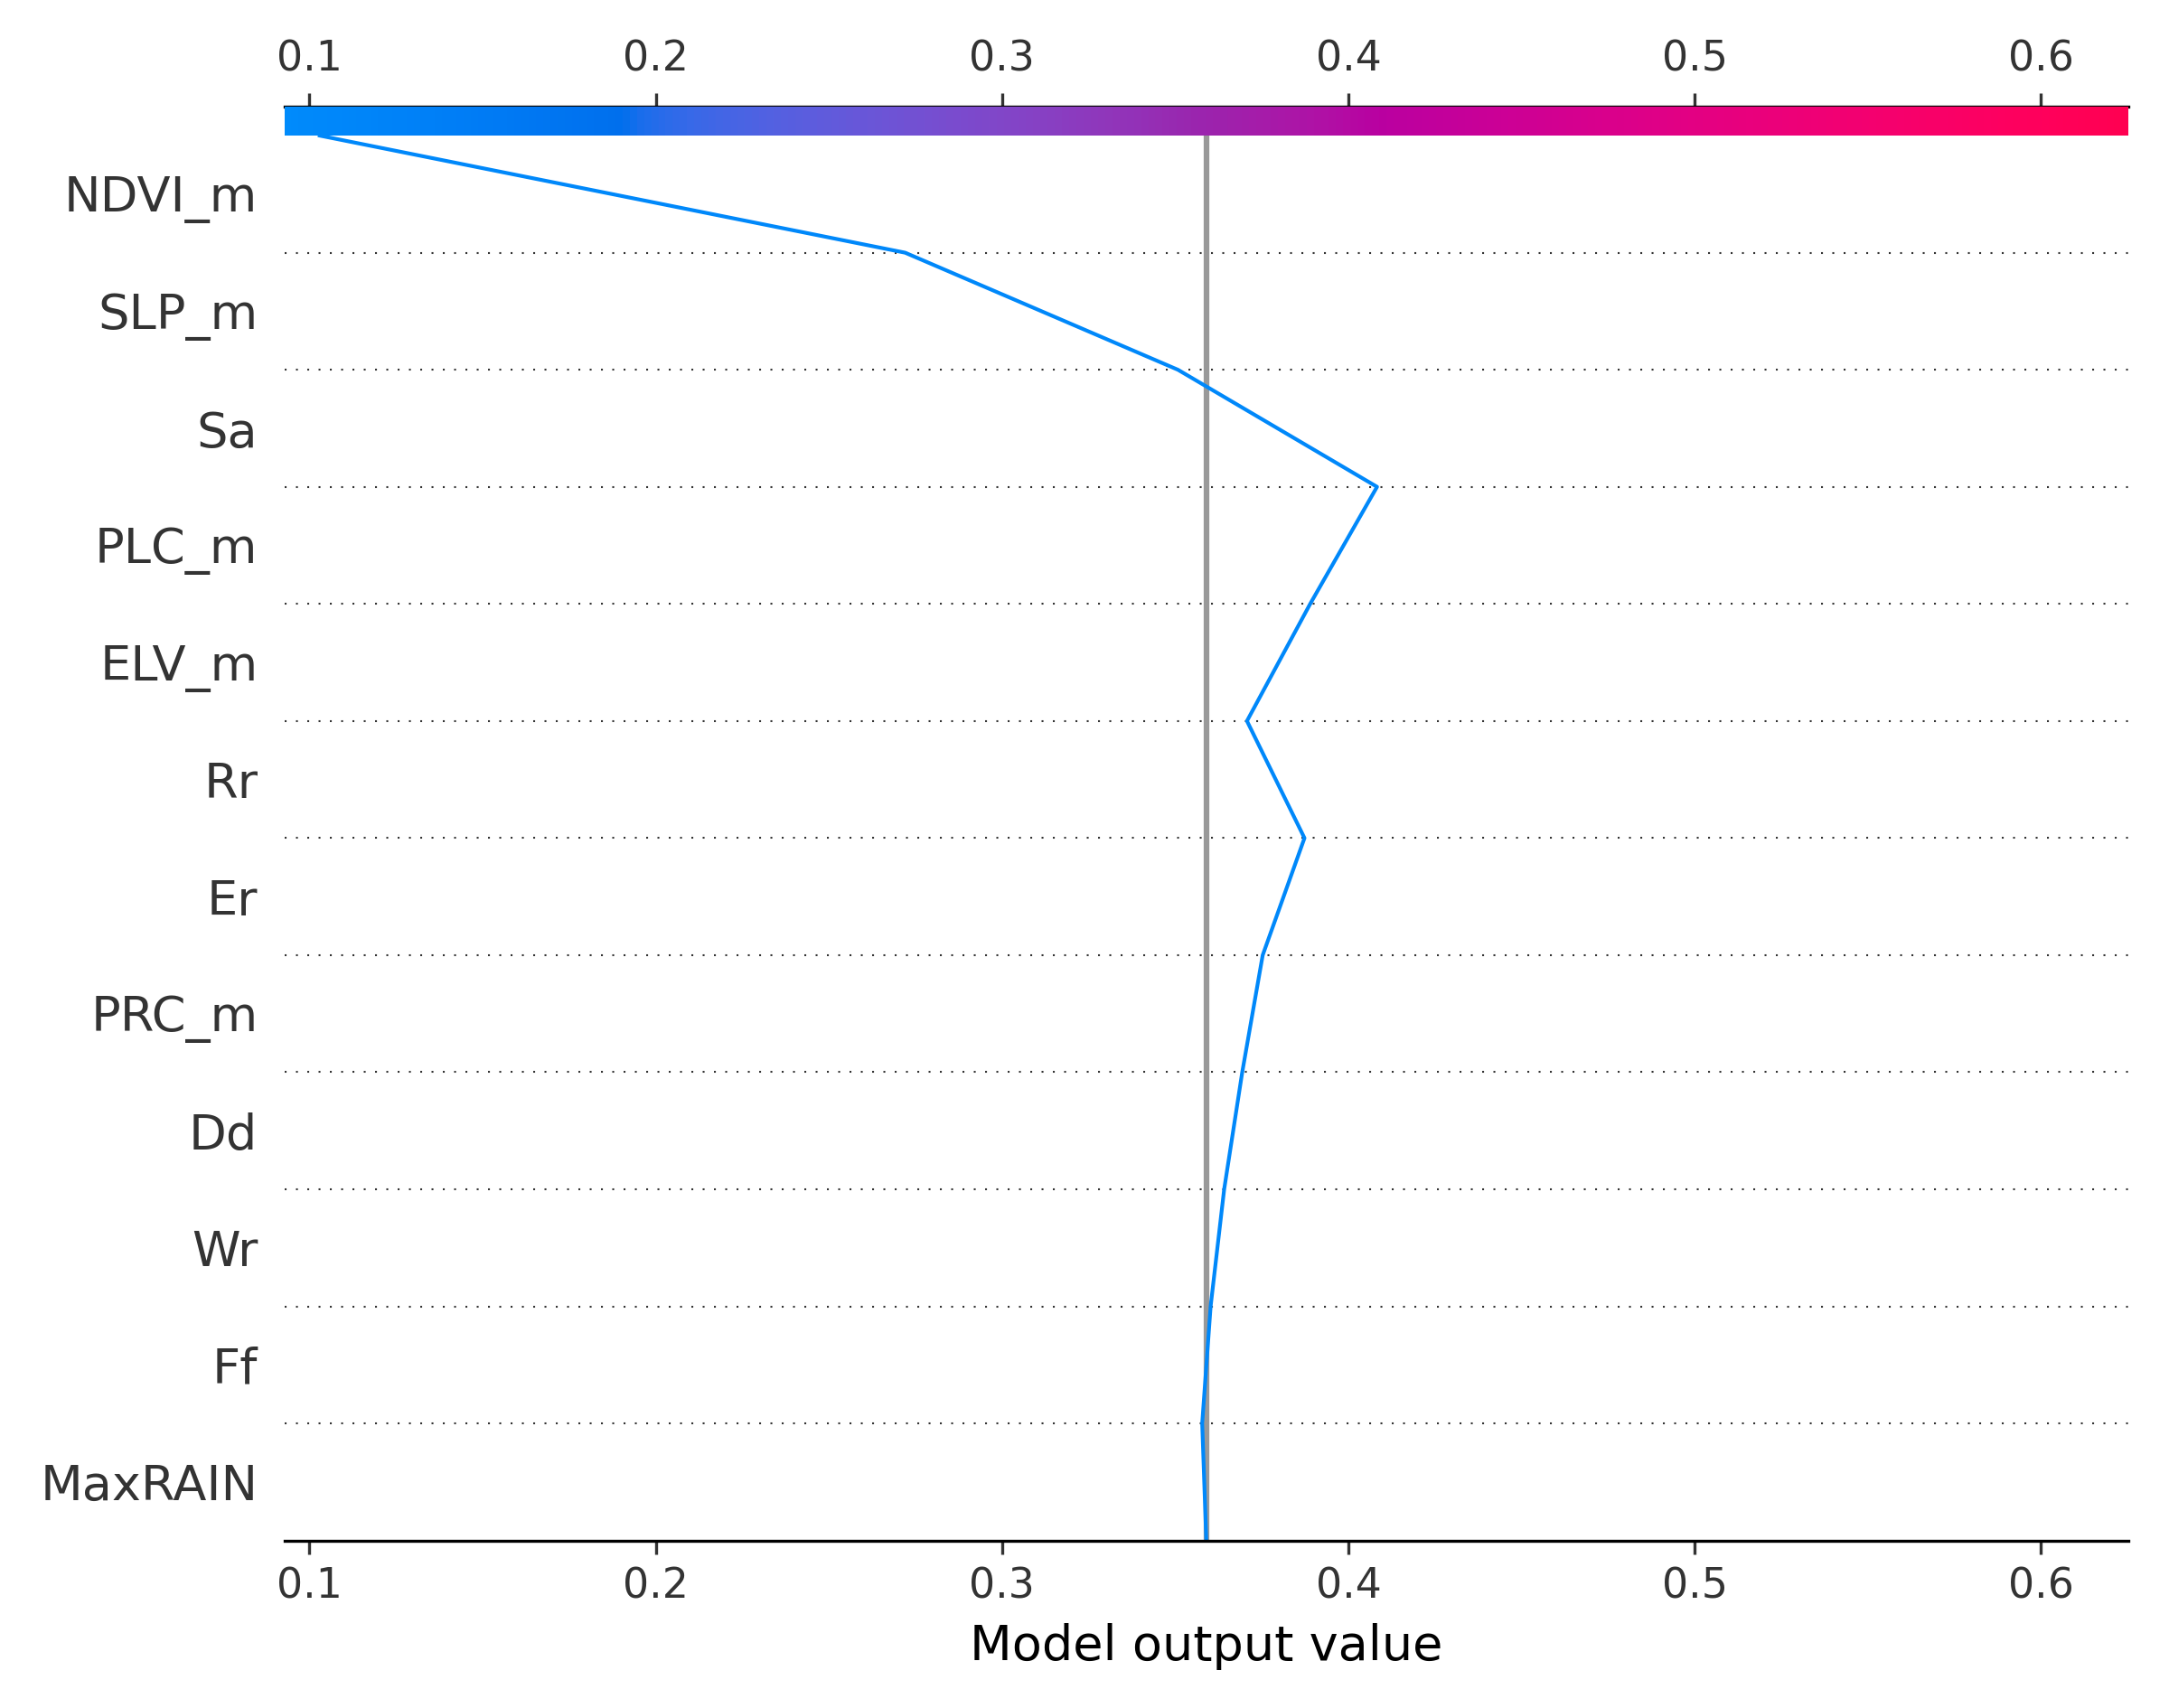 0.1 0.2 0.3 0.4 0.5 0.6
NDVI_m
SLP_m
Sa
PLC_m
ELV_m
Rr
Er
PRC_m
Dd
Wr
Ff
MaxRAIN
0.1 0.2 0.3 0.4 0.5 0.6
Model output value